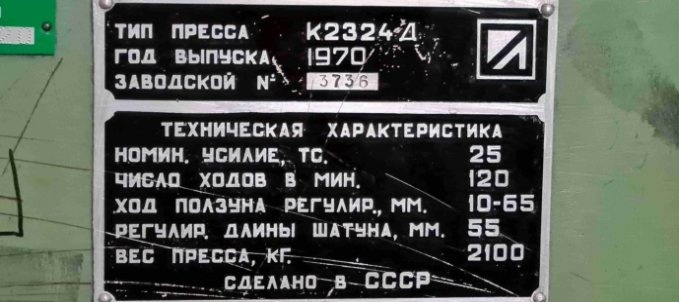 ТИП ПРЕССА К2324 Д
ГОД ВЫПУСКА 1970
ЗАВОДСКОЙ № 3736
ТЕХНИЧЕСКАЯ ХАРАКТЕРИСТИКА
НОМИН. УСИЛИЕ, ТС. 25
ЧИСЛО ХОДОВ В МИН. 120
ХОД ПОЛЗУНА РЕГУЛИР., ММ. 10-65
РЕГУЛИР. ДЛИНЫ ШАТУНА, ММ. 55
ВЕС ПРЕССА, КГ. 2100
СДЕЛАНО В СССР